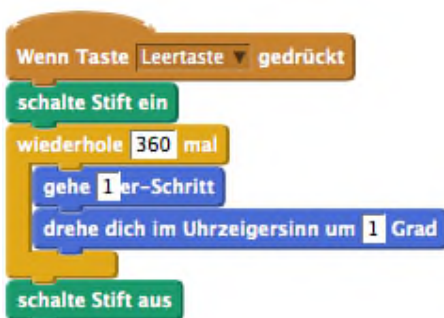 Wenn Taste Leertaste gedrückt
schalte Stift ein
wiederhole 360 mal
gehe 1er-Schritt
drehe dich im Uhrzeigersinn um 1 Grad
schalte Stift aus